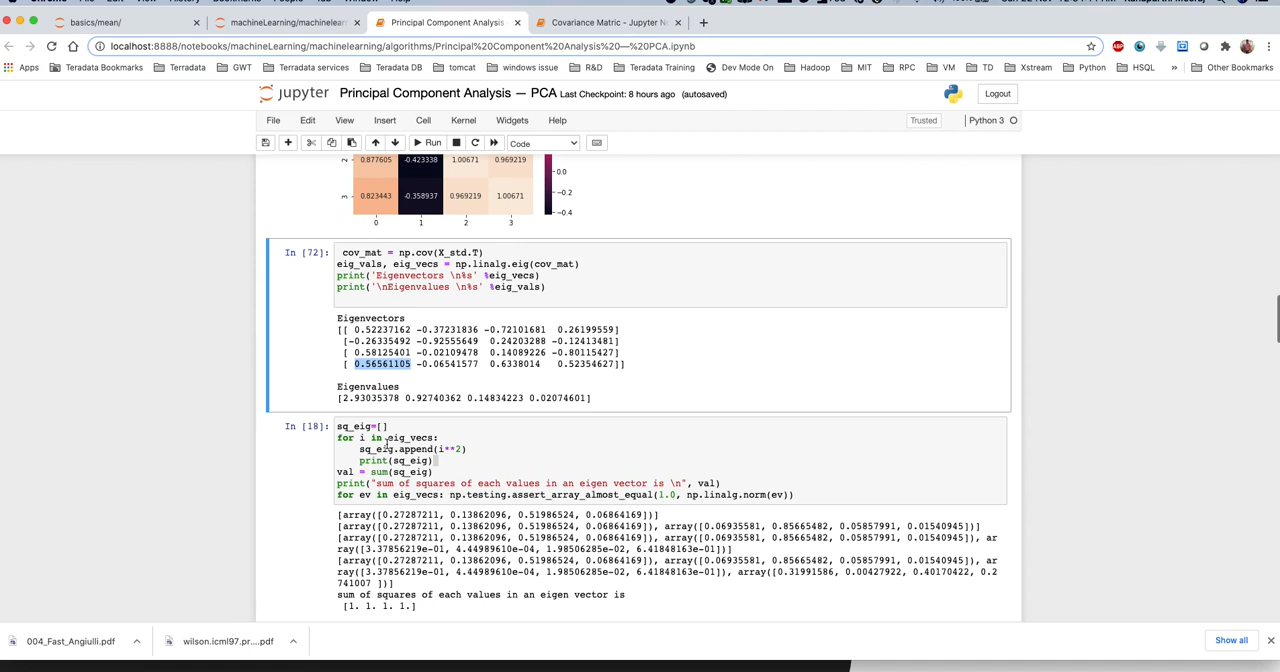 basics/mean/ × machineLearning/machinelearn × Principal Component Analysis × Covariance Matric - Jupyter No × +
localhost:8888/notebooks/machineLearning/machinelearning/algorithms/Principal%20Component%20Analysis%20—%20PCA.ipynb
Apps Teradata Bookmarks Terradata GWT Terradata services Teradata DB tomcat windows issue R&D Teradata Training Dev Mode On Hadoop MIT RPC VM TD Xstream Python HSQL » Other Bookmarks
jupyter Principal Component Analysis — PCA Last Checkpoint: 8 hours ago (autosaved) Logout
File Edit View Insert Cell Kernel Widgets Help Trusted Python 3
Run Code
2 0.877605 -0.423338 1.00671 0.969219 0.0
-0.2
3 0.823443 -0.358937 0.969219 1.00671
-0.4
0 1 2 3
In [72]: cov_mat = np.cov(X_std.T)
eig_vals, eig_vecs = np.linalg.eig(cov_mat)
print('Eigenvectors \n%s' %eig_vecs)
print('\nEigenvalues \n%s' %eig_vals)
Eigenvectors
[[ 0.52237162 -0.37231836 -0.72101681 0.26199559]
[-0.26335492 -0.92555649 0.24203288 -0.12413481]
[ 0.58125401 -0.02109478 0.14089226 -0.80115427]
[ 0.56561105 -0.06541577 0.6338014 0.52354627]]
Eigenvalues
[2.93035378 0.92740362 0.14834223 0.02074601]
In [18]: sq_eig=[]
for i in eig_vecs:
sq_eig.append(i**2)
print(sq_eig)
val = sum(sq_eig)
print("sum of squares of each values in an eigen vector is \n", val)
for ev in eig_vecs: np.testing.assert_array_almost_equal(1.0, np.linalg.norm(ev))
[array([0.27287211, 0.13862096, 0.51986524, 0.06864169])]
[array([0.27287211, 0.13862096, 0.51986524, 0.06864169]), array([0.06935581, 0.85665482, 0.05857991, 0.01540945])]
[array([0.27287211, 0.13862096, 0.51986524, 0.06864169]), array([0.06935581, 0.85665482, 0.05857991, 0.01540945]), ar
ray([3.37856219e-01, 4.44989610e-04, 1.98506285e-02, 6.41848163e-01])]
[array([0.27287211, 0.13862096, 0.51986524, 0.06864169]), array([0.06935581, 0.85665482, 0.05857991, 0.01540945]), ar
ray([3.37856219e-01, 4.44989610e-04, 1.98506285e-02, 6.41848163e-01]), array([0.31991586, 0.00427922, 0.40170422, 0.2
741007 ])]
sum of squares of each values in an eigen vector is
[1. 1. 1. 1.]
004_Fast_Angiulli.pdf wilson.icml97.pr....pdf Show all ×